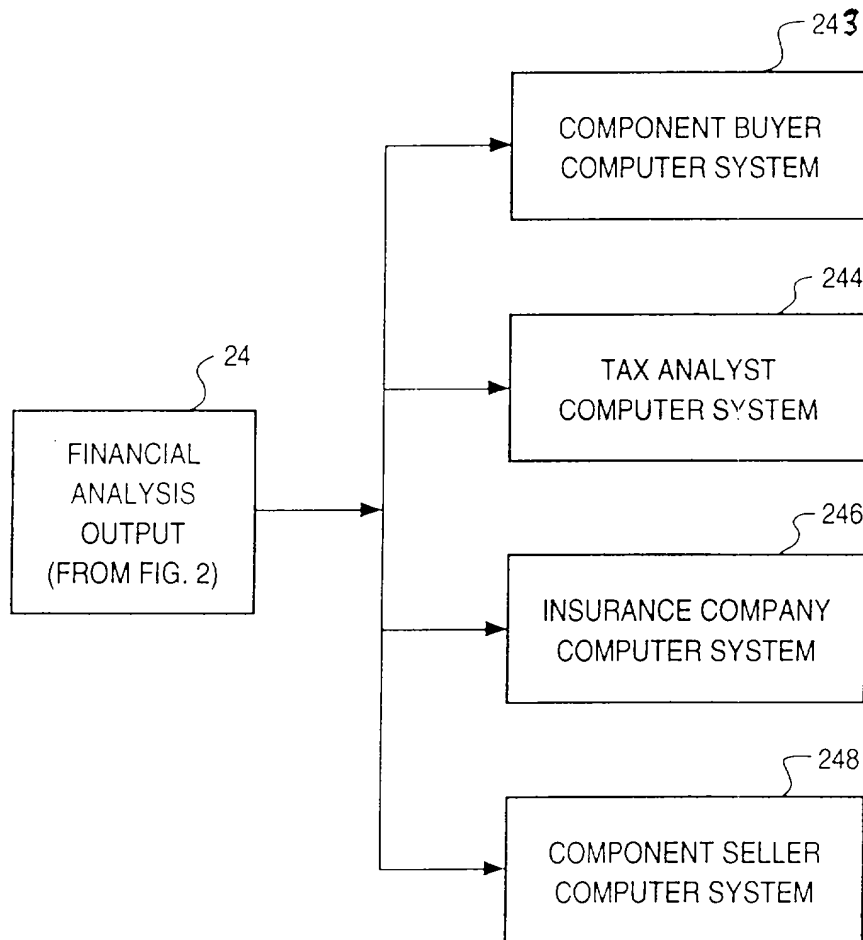 243
COMPONENT BUYER
COMPUTER SYSTEM
244
TAX ANALYST
COMPUTER SYSTEM
24
FINANCIAL
ANALYSIS
OUTPUT
(FROM FIG. 2)
246
INSURANCE COMPANY
COMPUTER SYSTEM
248
COMPONENT SELLER
COMPUTER SYSTEM